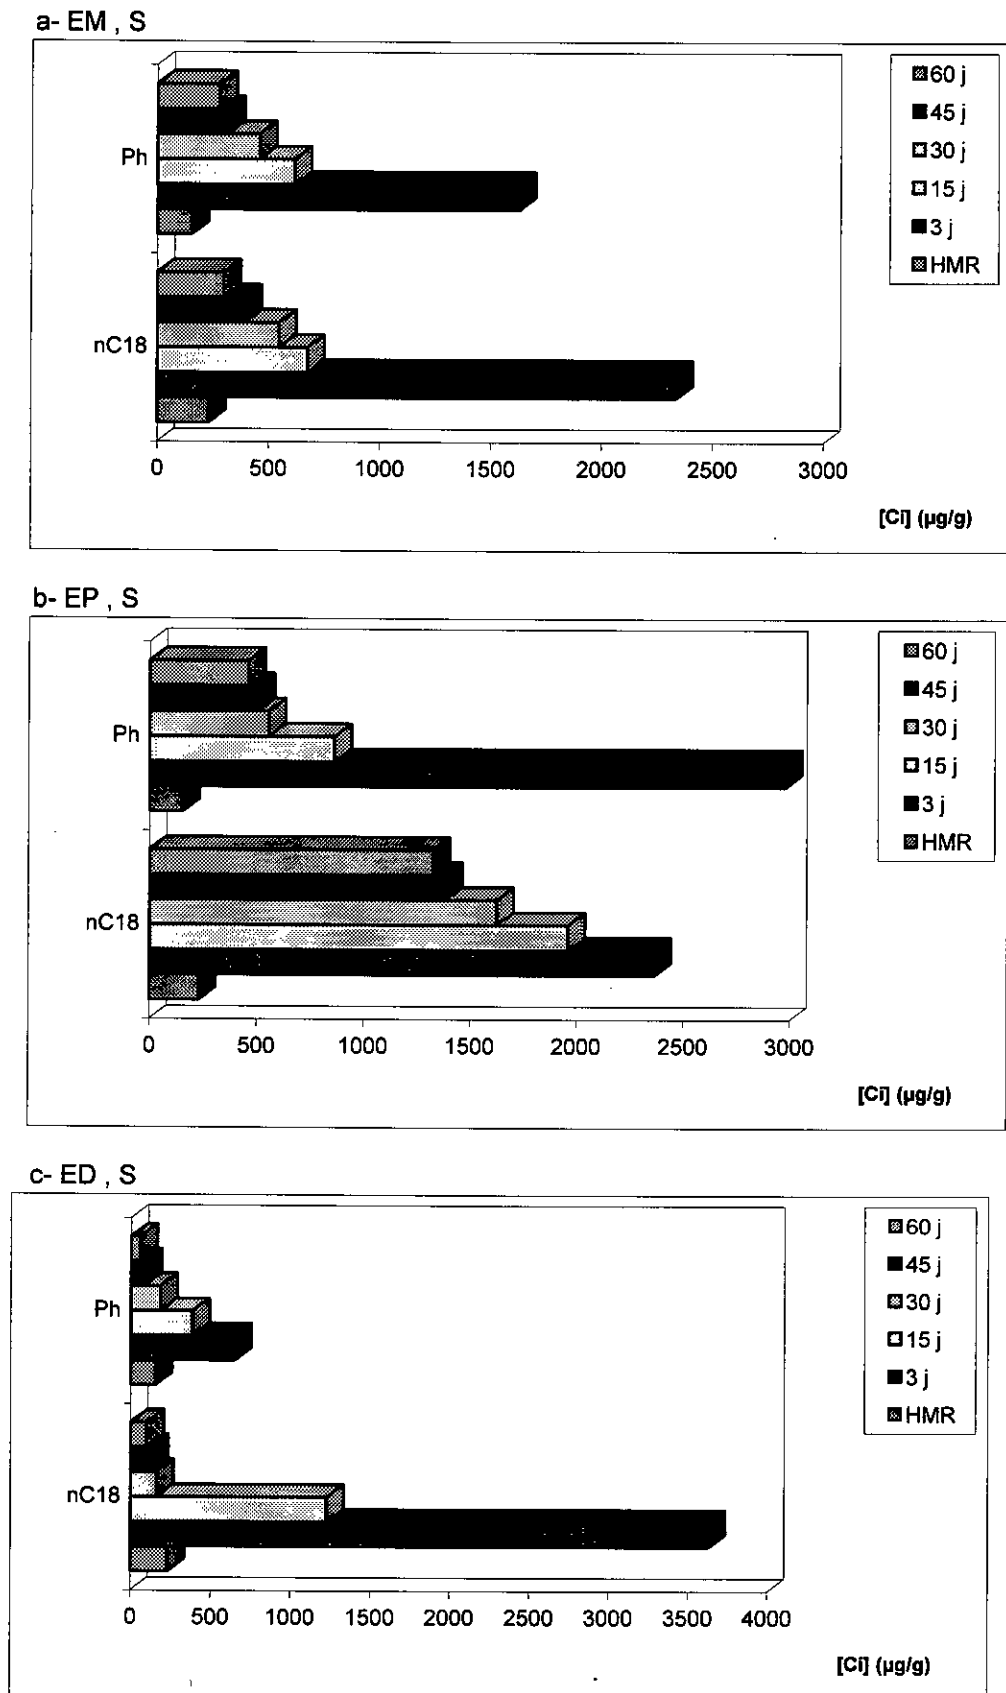 a- EM , S
60 j
45 j
30 j
15 j
3 j
HMR
Ph
nC18
0 500 1000 1500 2000 2500 3000
[Ci] (µg/g)
b- EP , S
60 j
45 j
30 j
15 j
3 j
HMR
Ph
nC18
0 500 1000 1500 2000 2500 3000
[Ci] (µg/g)
c- ED , S
60 j
45 j
30 j
15 j
3 j
HMR
Ph
nC18
0 500 1000 1500 2000 2500 3000 3500 4000
[Ci] (µg/g)